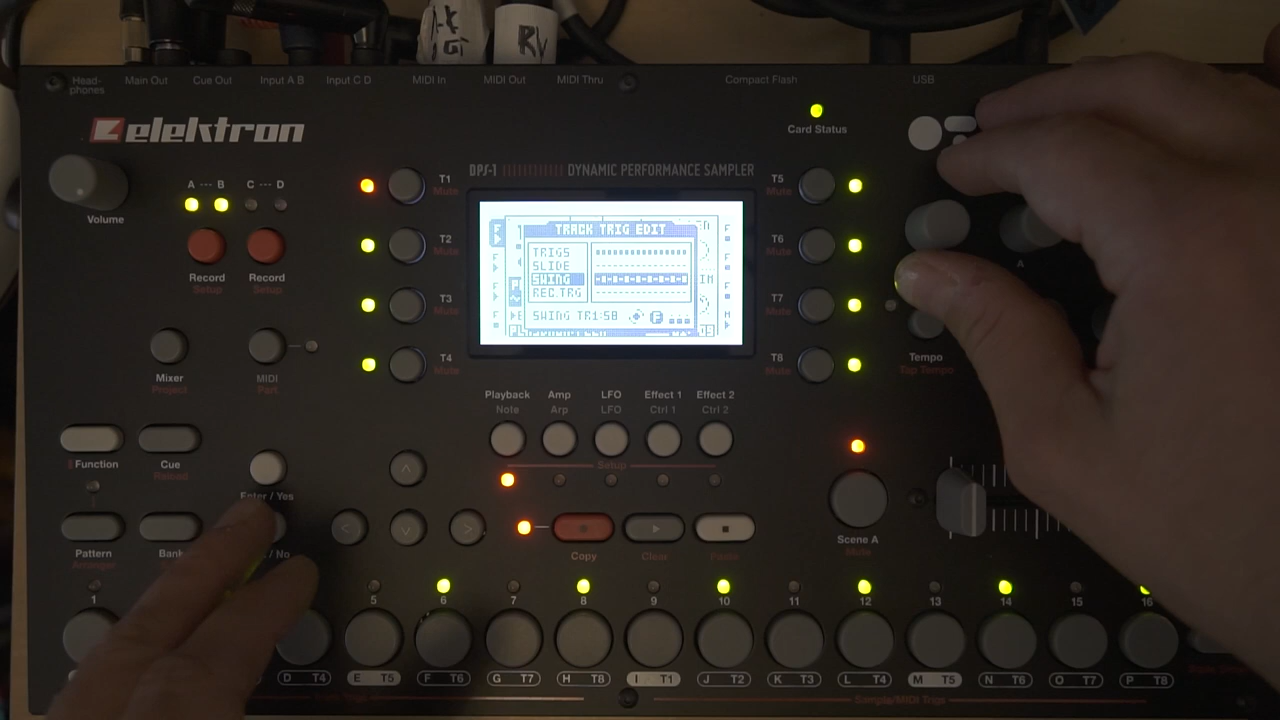 RV
Head-
phones
Main Out
Cue Out
Input A B
Input C D
MIDI In
MIDI Out
MIDI Thru
Compact Flash
USB
elektron
Card Status
DPS-1 DYNAMIC PERFORMANCE SAMPLER
Volume
A --- B
C --- D
Record
Setup
Record
Setup
T1
Mute
T2
Mute
T3
Mute
T4
Mute
T5
Mute
T6
Mute
T7
Mute
T8
Mute
TRACK TRIG EDIT
TRIGS
SLIDE
SWING
REC.TRG
SWING TR1:58
F
A
Tempo
Tap Tempo
Mixer
Project
MIDI
Part
Playback
Note
Amp
Arp
LFO
LFO
Effect 1
Ctrl 1
Effect 2
Ctrl 2
Setup
Function
Cue
Reload
Enter / Yes
/ No
Pattern
Arranger
Bank
Copy
Clear
Paste
Scene A
Mute
1
5
6
7
8
9
10
11
12
13
14
15
16
D T4
E T5
F T6
G T7
H T8
I T1
J T2
K T3
L T4
M T5
N T6
O T7
P T8
Sample/MIDI Trigs